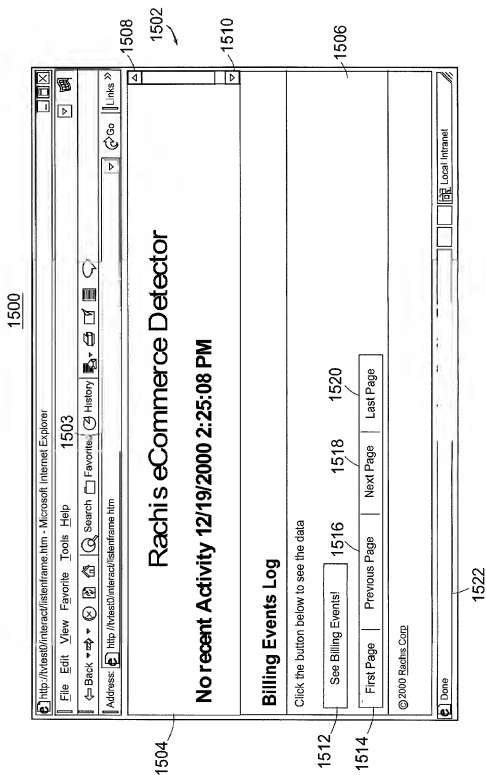 1500
http://tvtest0/interact/listenframe.htm - Microsoft Internet Explorer
File Edit View Favorite Tools Help
1503
Back Search Favorites History
Address: http://tvtest0/interact/listenframe htm Go Links »
1508
1502
Rachis eCommerce Detector
No recent Activity 12/19/2000 2:25:08 PM
1504
1510
Billing Events Log
Click the button below to see the data
1506
See Billing Events!
1512
1516
1518
1520
First Page Previous Page Next Page Last Page
1514
©2000 Rachis Corp
Done Local Intranet
1522